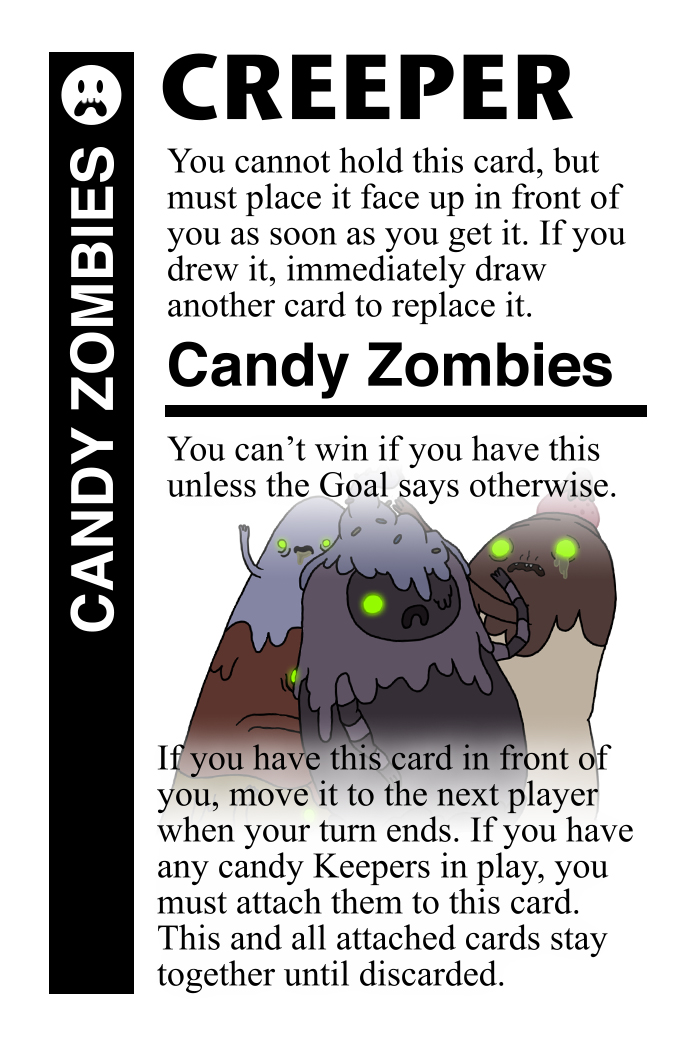 CANDY ZOMBIES
CREEPER
You cannot hold this card, but
must place it face up in front of
you as soon as you get it. If you
drew it, immediately draw
another card to replace it.
Candy Zombies
You can’t win if you have this
unless the Goal says otherwise.
If you have this card in front of
you, move it to the next player
when your turn ends. If you have
any candy Keepers in play, you
must attach them to this card.
This and all attached cards stay
together until discarded.